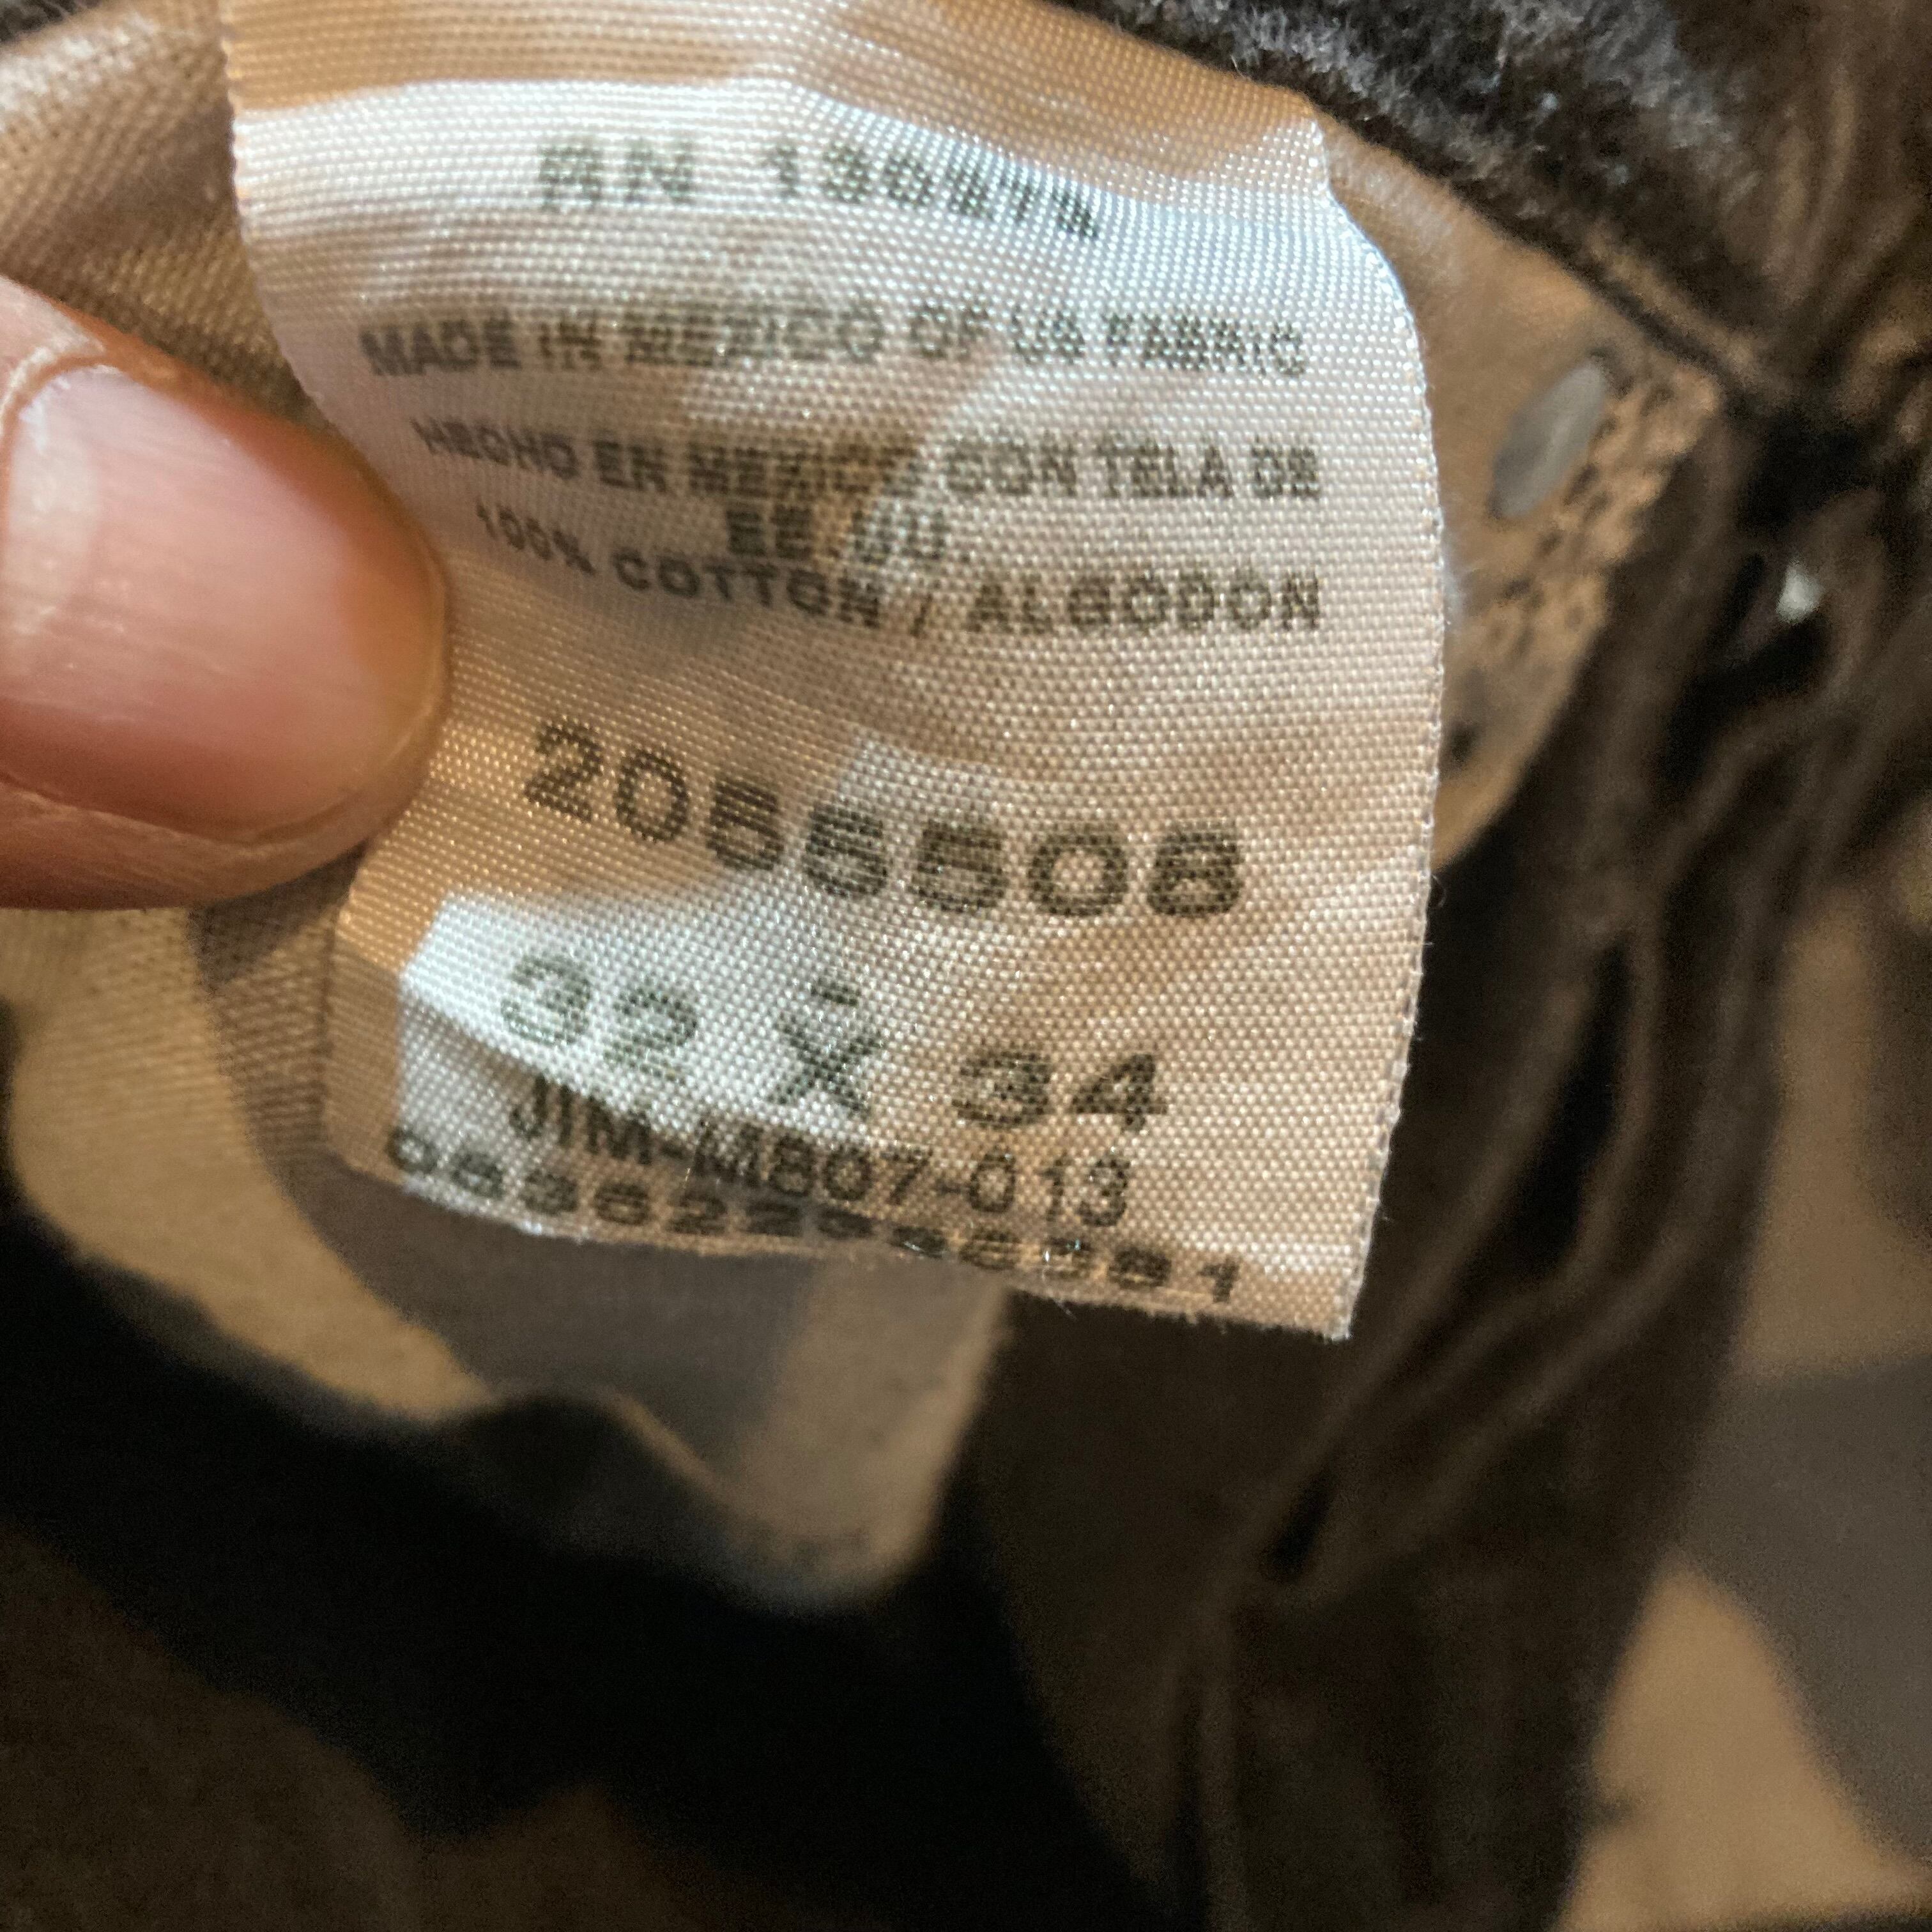 RN
MADE IN MEXICO OF US FABRIC
HECHO EN MEXICO CON TELA DE
EE.UU.
100% COTTON / ALGODON
2055508
32 X 34
JIM-M807-013